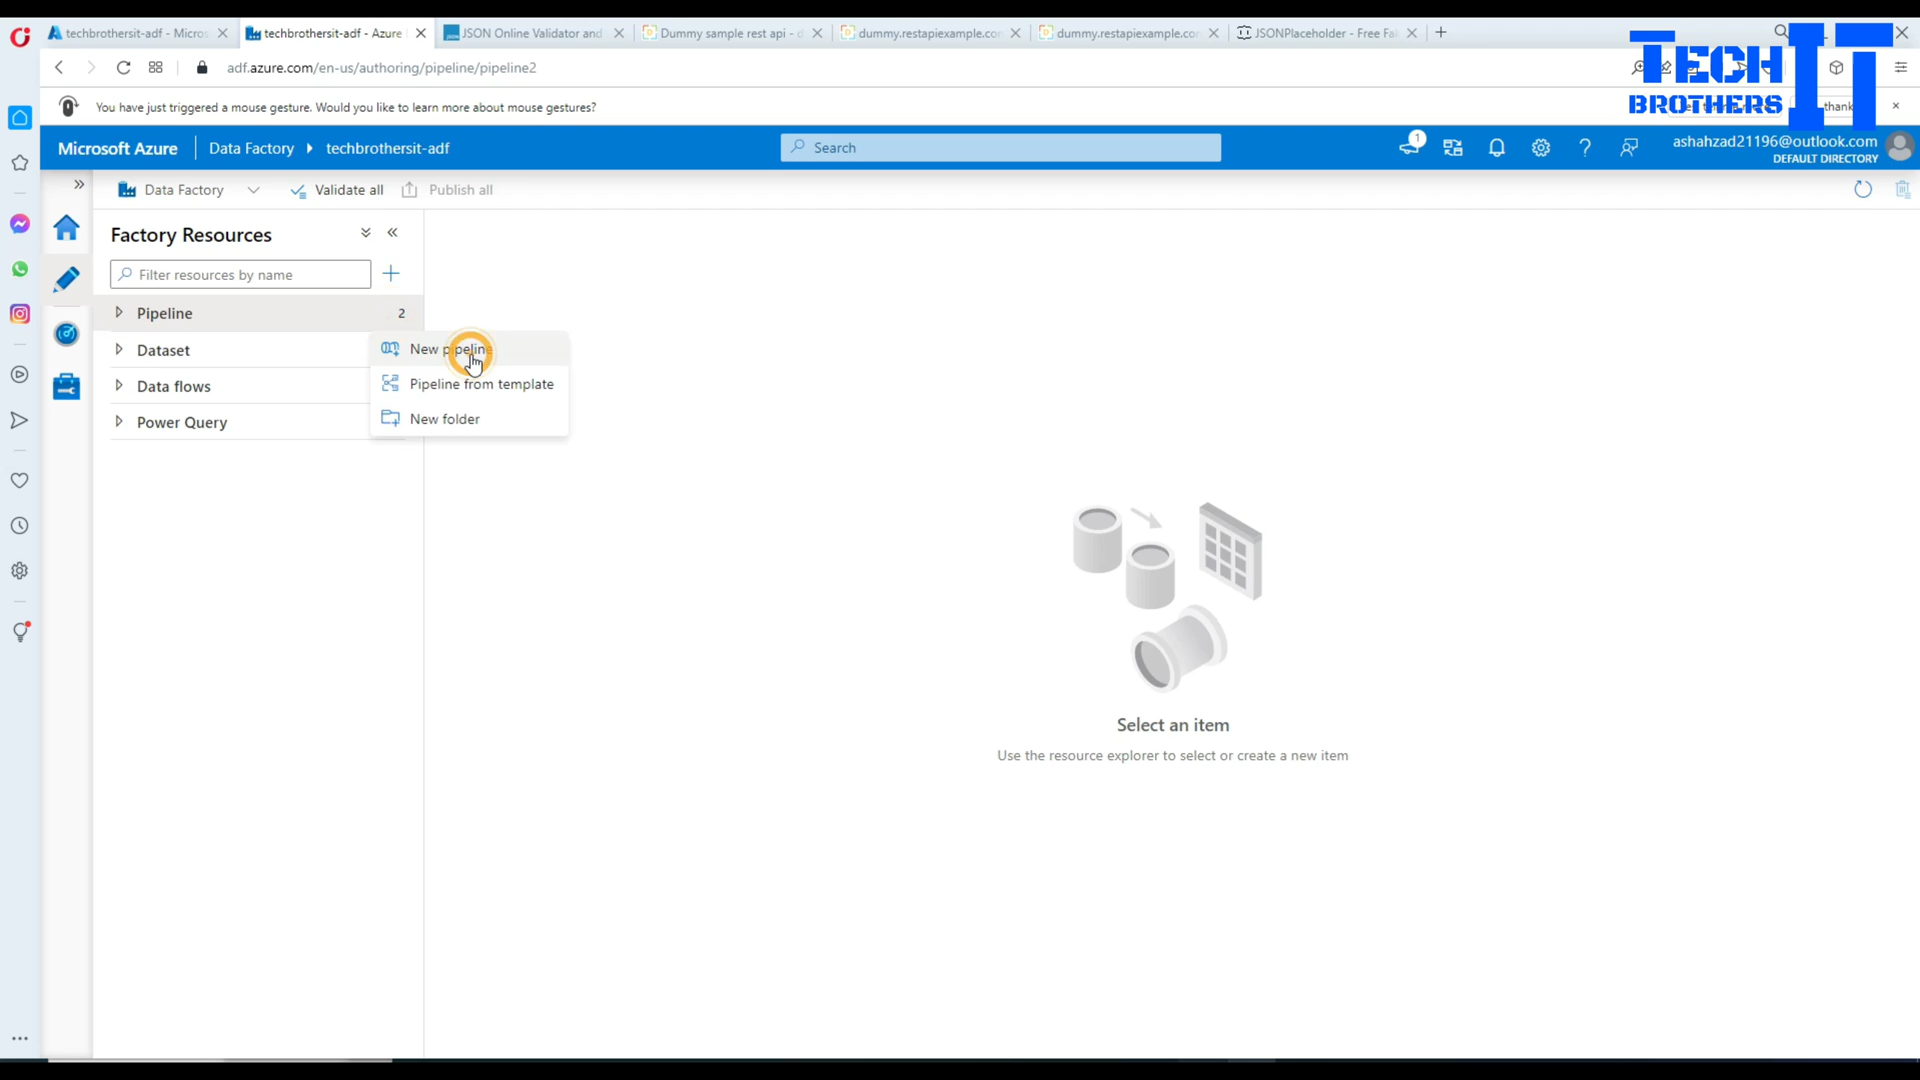 techbrothersit-adf - Micros
techbrothersit-adf - Azure
JSON Online Validator and
Dummy sample rest api - d
dummy.restapiexample.com
dummy.restapiexample.com
JSONPlaceholder - Free Fa
adf.azure.com/en-us/authoring/pipeline/pipeline2
You have just triggered a mouse gesture. Would you like to learn more about mouse gestures?
thank
TECH IT
BROTHERS
Microsoft Azure
Data Factory
techbrothersit-adf
Search
1
ashahzad21196@outlook.com
DEFAULT DIRECTORY
Data Factory
Validate all
Publish all
Factory Resources
Filter resources by name
Pipeline
2
Dataset
Data flows
Power Query
New pipeline
Pipeline from template
New folder
Select an item
Use the resource explorer to select or create a new item